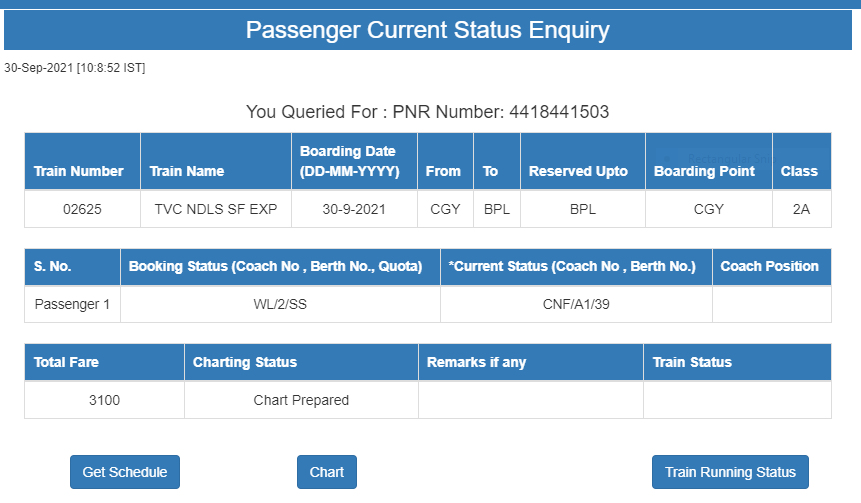 Passenger Current Status Enquiry
30-Sep-2021 [10:8:52 IST]
You Queried For : PNR Number: 4418441503
Train Number Train Name Boarding Date (DD-MM-YYYY) From To Reserved Upto Boarding Point Class
02625 TVC NDLS SF EXP 30-9-2021 CGY BPL BPL CGY 2A
S. No. Booking Status (Coach No , Berth No., Quota) *Current Status (Coach No , Berth No.) Coach Position
Passenger 1 WL/2/SS CNF/A1/39
Total Fare Charting Status Remarks if any Train Status
3100 Chart Prepared
Get Schedule Chart Train Running Status